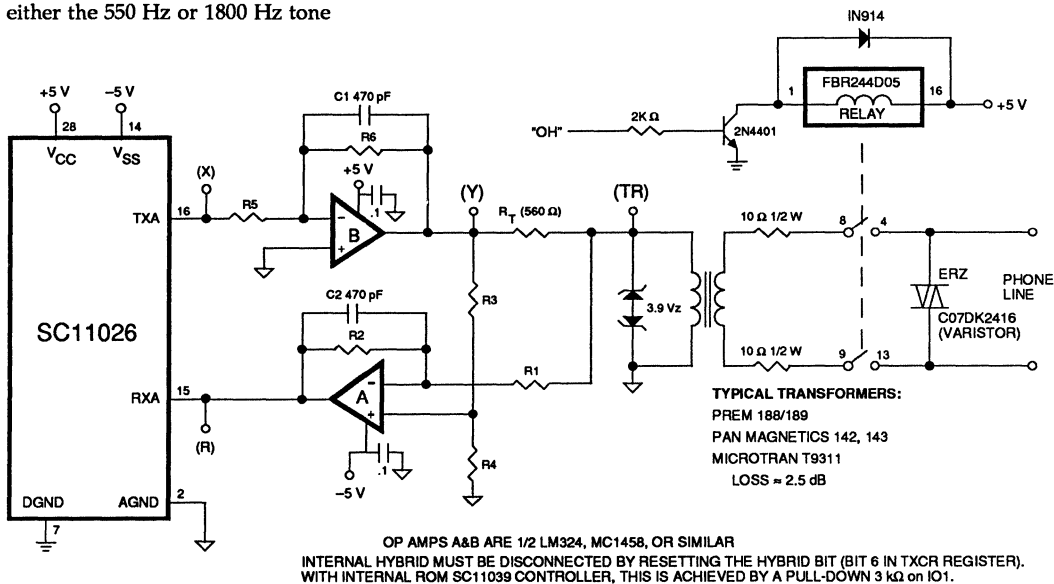 either the 550 Hz or 1800 Hz tone
IN914
+5 V
-5 V
C1 470 pF
1
FBR244D05
16
RELAY
+5 V
28
14
VCC
VSS
R6
"OH"
2K Ω
2N4401
+5 V
(X)
.1
(Y)
(TR)
TXA
16
R5
−
B
+
RT (560 Ω)
10 Ω 1/2 W
8
4
C2 470 pF
R3
3.9 Vz
ERZ
PHONE
LINE
C07DK2416
(VARISTOR)
SC11026
R2
10 Ω 1/2 W
9
13
RXA
15
A
−
+
R1
TYPICAL TRANSFORMERS:
PREM 188/189
PAN MAGNETICS 142, 143
MICROTRAN T9311
LOSS ≈ 2.5 dB
(R)
.1
R4
−5 V
DGND
AGND
2
7
OP AMPS A&B ARE 1/2 LM324, MC1458, OR SIMILAR
INTERNAL HYBRID MUST BE DISCONNECTED BY RESETTING THE HYBRID BIT (BIT 6 IN TXCR REGISTER).
WITH INTERNAL ROM SC11039 CONTROLLER, THIS IS ACHIEVED BY A PULL-DOWN 3 kΩ on IO1.